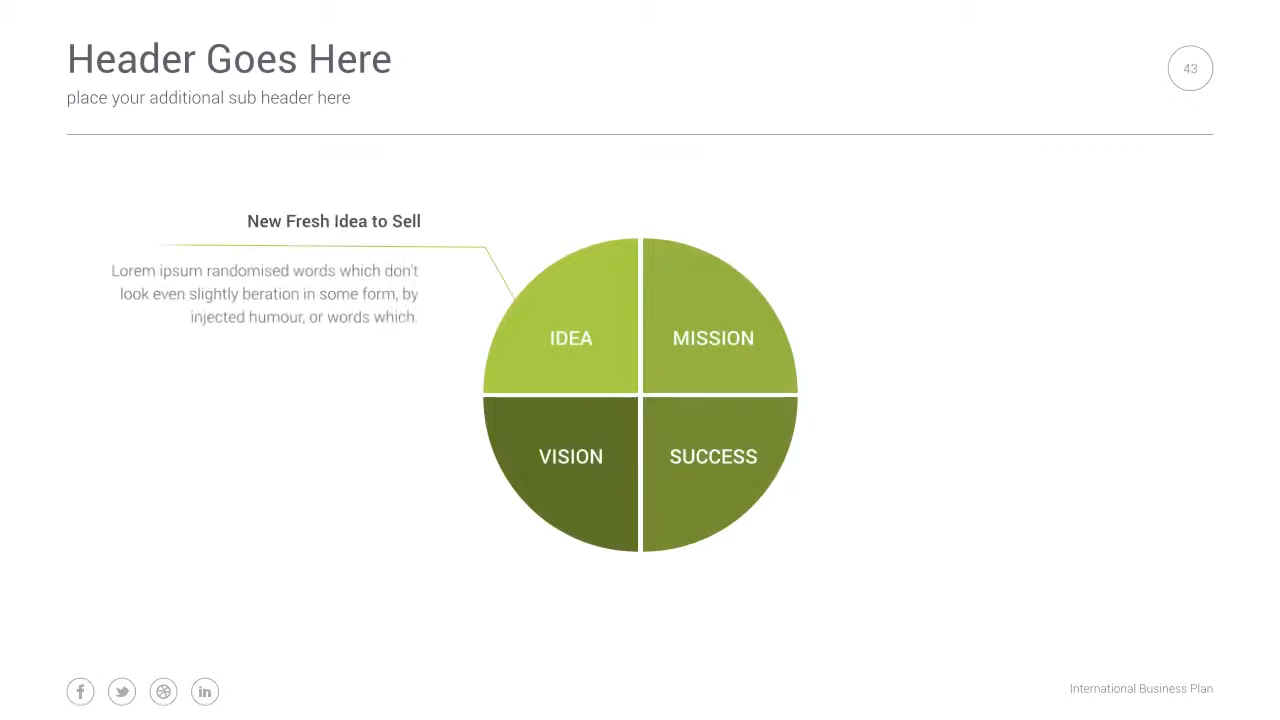 Header Goes Here
place your additional sub header here
43
New Fresh Idea to Sell
Lorem ipsum randomised words which don't
look even slightly beration in some form, by
injected humour, or words which.
IDEA
MISSION
VISION
SUCCESS
International Business Plan